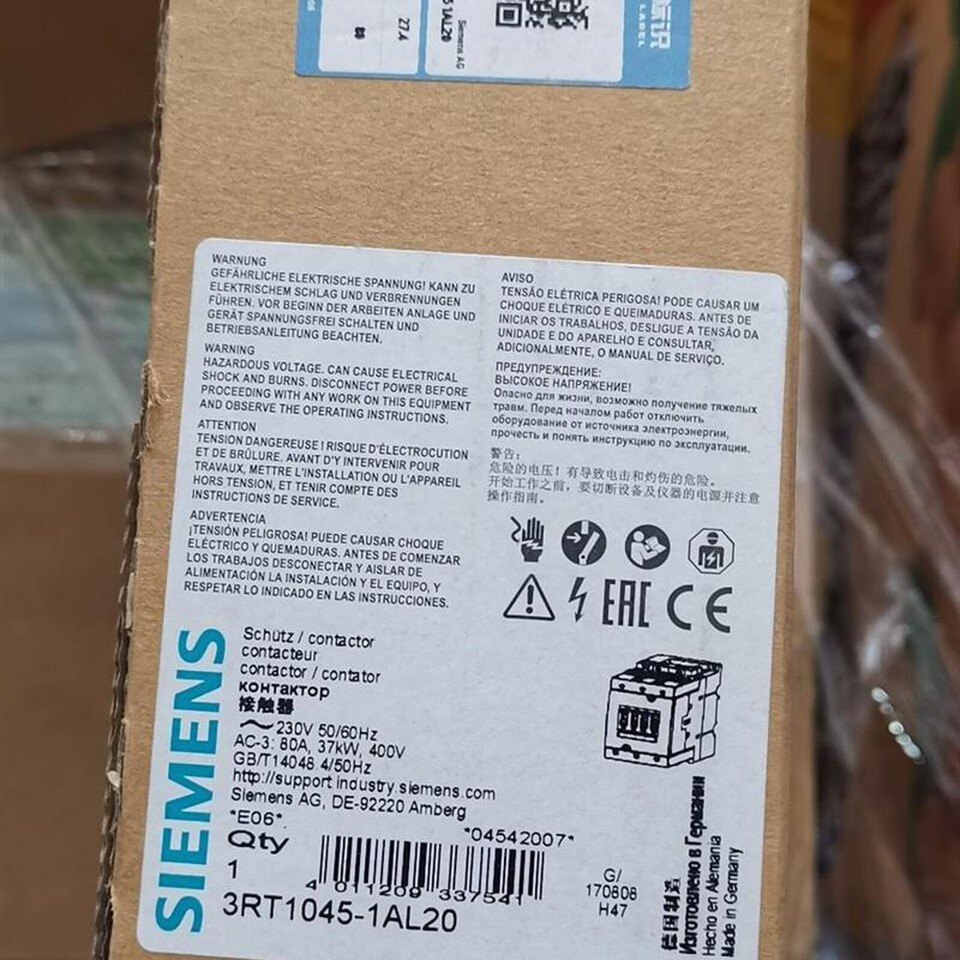 80
27.4
5 1AL20
Siemens AG
标识
LABEL
WARNUNG
GEFÄHRLICHE ELEKTRISCHE SPANNUNG! KANN ZU
ELEKTRISCHEM SCHLAG UND VERBRENNUNGEN
FÜHREN. VOR BEGINN DER ARBEITEN ANLAGE UND
GERÄT SPANNUNGSFREI SCHALTEN UND
BETRIEBSANLEITUNG BEACHTEN.
WARNING
HAZARDOUS VOLTAGE. CAN CAUSE ELECTRICAL
SHOCK AND BURNS. DISCONNECT POWER BEFORE
PROCEEDING WITH ANY WORK ON THIS EQUIPMENT
AND OBSERVE THE OPERATING INSTRUCTIONS.
ATTENTION
TENSION DANGEREUSE ! RISQUE D'ÉLECTROCUTION
ET DE BRÛLURE. AVANT D'Y INTERVENIR POUR
TRAVAUX, METTRE L'INSTALLATION OU L'APPAREIL
HORS TENSION, ET TENIR COMPTE DES
INSTRUCTIONS DE SERVICE.
ADVERTENCIA
¡TENSIÓN PELIGROSA! PUEDE CAUSAR CHOQUE
ELÉCTRICO Y QUEMADURAS. ANTES DE COMENZAR
LOS TRABAJOS DESCONECTAR Y AISLAR DE
ALIMENTACIÓN LA INSTALACIÓN Y EL EQUIPO, Y
RESPETAR LO INDICADO EN LAS INSTRUCCIONES.
AVISO
TENSÃO ELÉTRICA PERIGOSA! PODE CAUSAR UM
CHOQUE ELÉTRICO E QUEIMADURAS. ANTES DE
INICIAR OS TRABALHOS, DESLIGUE A TENSÃO DA
UNIDADE E DO APARELHO E CONSULTAR,
ADICIONALMENTE, O MANUAL DE SERVIÇO.
ПРЕДУПРЕЖДЕНИЕ:
ВЫСОКОЕ НАПРЯЖЕНИЕ!
Опасно для жизни, возможно получение тяжелых
травм. Перед началом работ отключить
оборудование от источника электроэнергии,
прочесть и понять инструкцию по эксплуатации.
警告:
危险的电压! 有导致电击和灼伤的危险。
开始工作之前, 要切断设备及仪器的电源并注意
操作指南。
EAC CE
SIEMENS
Schütz / contactor
contacteur
contactor / contator
контактор
接触器
~ 230V 50/60Hz
AC-3: 80A, 37kW, 400V
GB/T14048.4/50Hz
http://support.industry.siemens.com
Siemens AG, DE-92220 Amberg
*E06*
*04542007*
Qty
1
4 011209 337541
3RT1045-1AL20
G/
170808
H47
德国制造
Изготовлено в Германии
Hecho en Alemania
Made in Germany